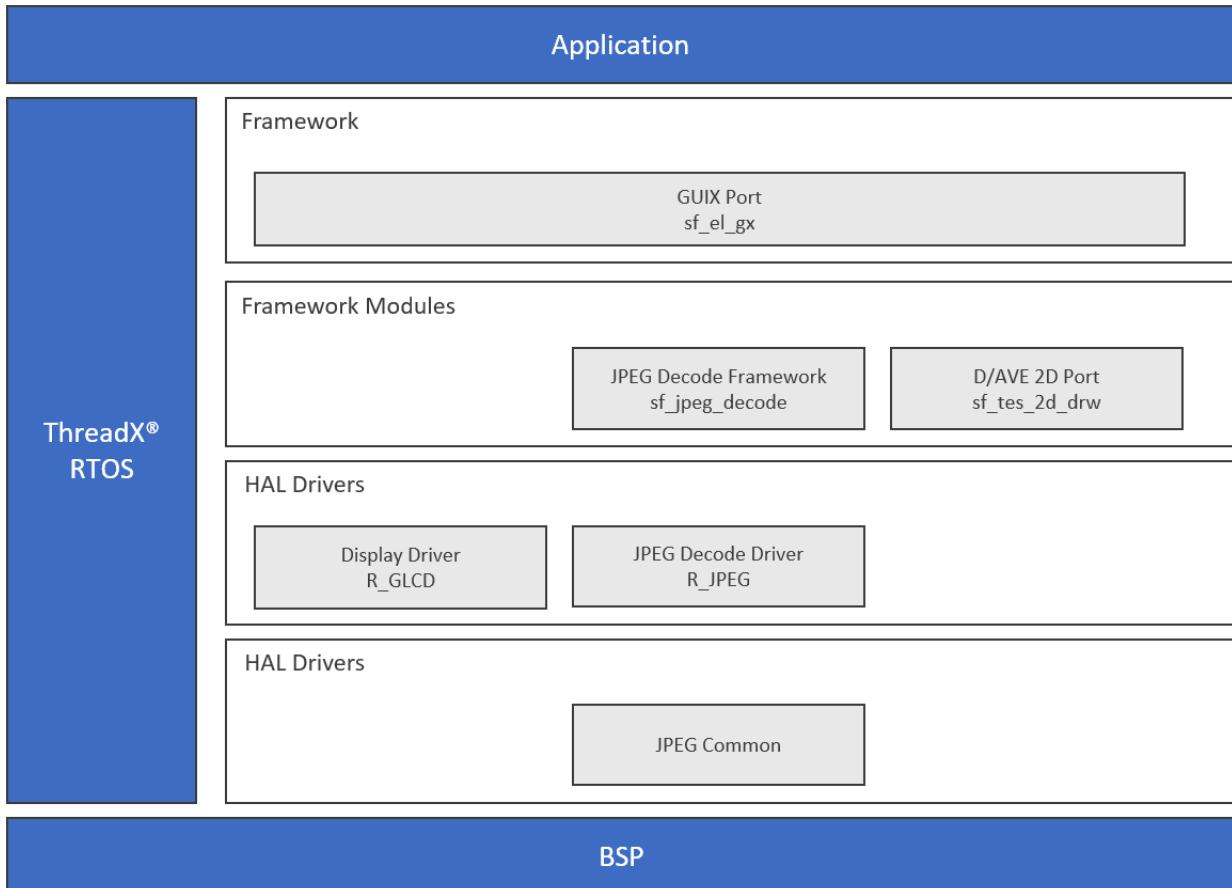 Application
ThreadX®
RTOS
Framework
GUIX Port
sf_el_gx
Framework Modules
JPEG Decode Framework
sf_jpeg_decode
D/AVE 2D Port
sf_tes_2d_drw
HAL Drivers
Display Driver
R_GLCD
JPEG Decode Driver
R_JPEG
HAL Drivers
JPEG Common
BSP